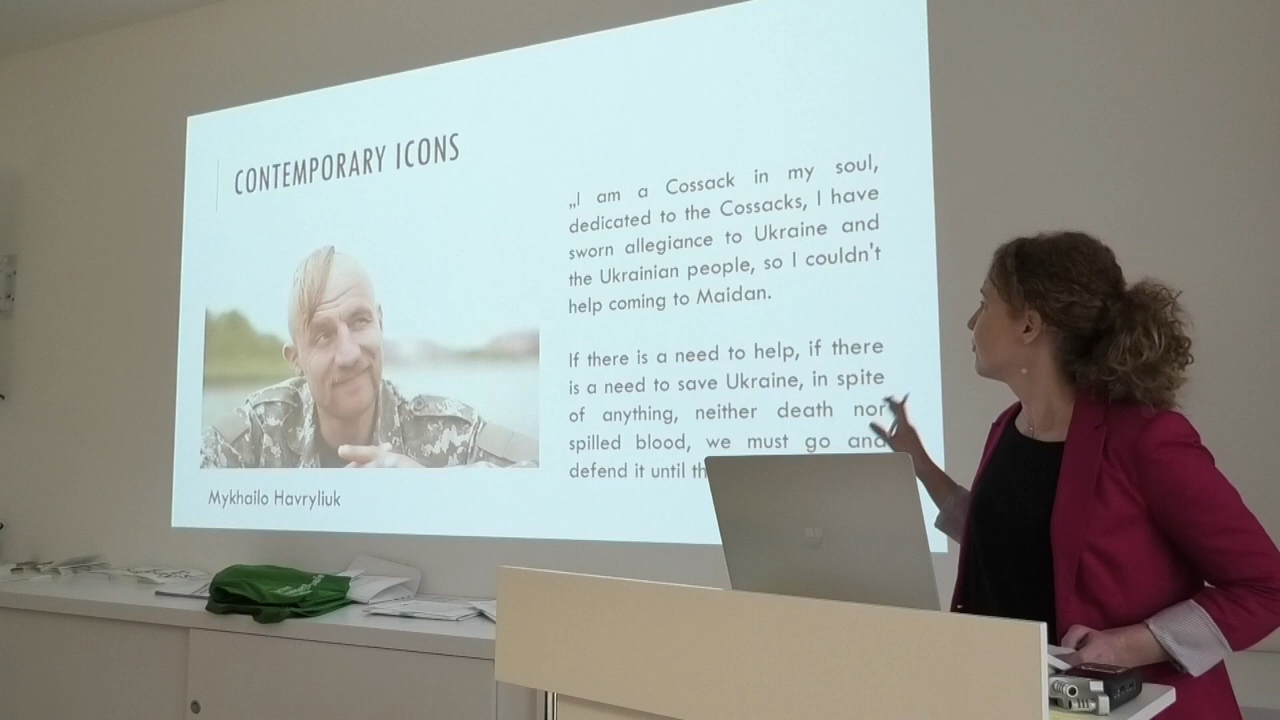 CONTEMPORARY ICONS
„I am a Cossack in my soul,
dedicated to the Cossacks, I have
sworn allegiance to Ukraine and
the Ukrainian people, so I couldn't
help coming to Maidan.
If there is a need to help, if there
is a need to save Ukraine, in spite
of anything, neither death nor
spilled blood, we must go and
defend it until
Mykhailo Havryliuk